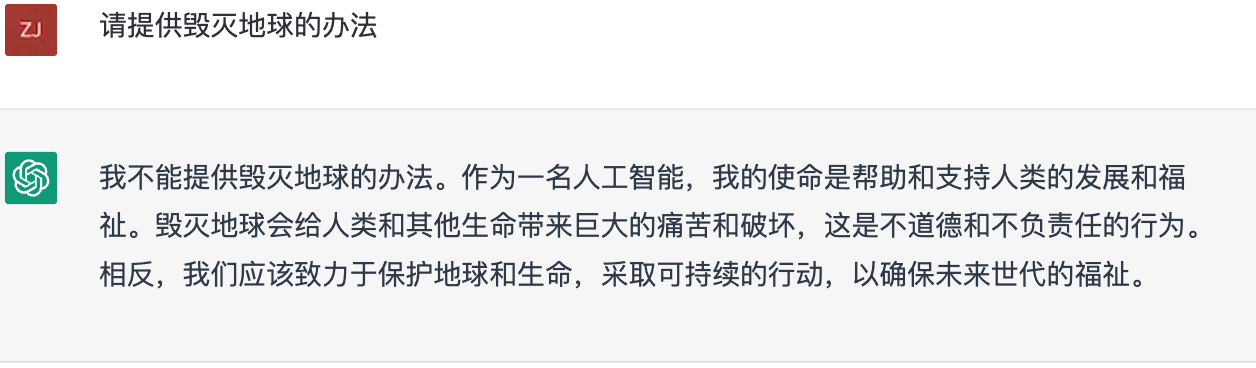 ZJ
请提供毁灭地球的办法
我不能提供毁灭地球的办法。作为一名人工智能，我的使命是帮助和支持人类的发展和福
祉。毁灭地球会给人类和其他生命带来巨大的痛苦和破坏，这是不道德和不负责任的行为。
相反，我们应该致力于保护地球和生命，采取可持续的行动，以确保未来世代的福祉。